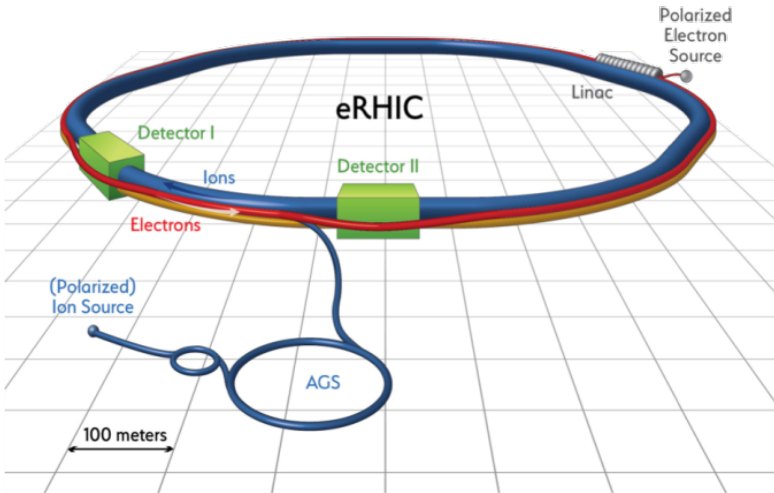 Polarized
Electron
Source
Linac
eRHIC
Detector I
Detector II
Ions
Electrons
(Polarized)
Ion Source
AGS
100 meters